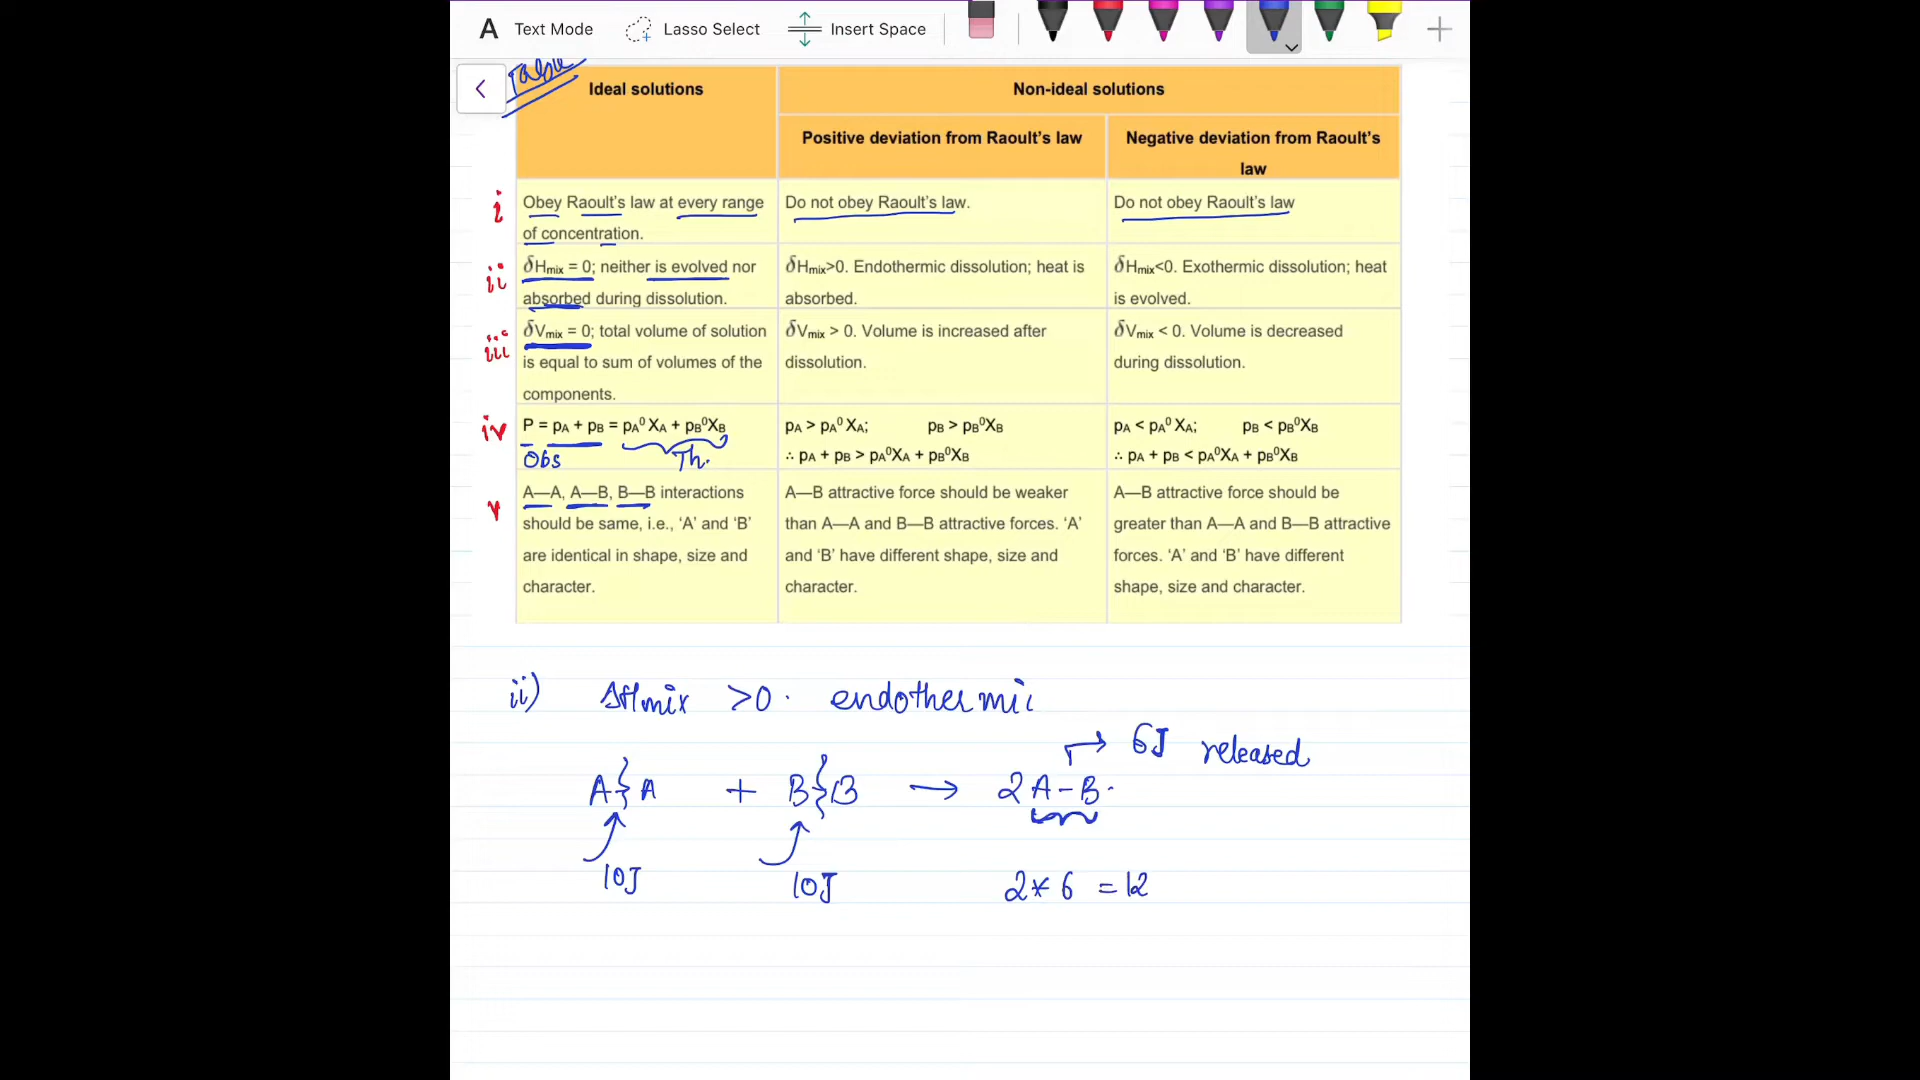 A Text Mode Lasso Select Insert Space
Table
Ideal solutions Non-ideal solutions
Positive deviation from Raoult's law Negative deviation from Raoult's
law
i Obey Raoult's law at every range Do not obey Raoult's law. Do not obey Raoult's law
of concentration.
ii δHmix = 0; neither is evolved nor δHmix>0. Endothermic dissolution; heat is δHmix<0. Exothermic dissolution; heat
absorbed during dissolution. absorbed. is evolved.
iii δVmix = 0; total volume of solution δVmix > 0. Volume is increased after δVmix < 0. Volume is decreased
is equal to sum of volumes of the dissolution. during dissolution.
components.
iv P = pA + pB = pA⁰ XA + pB⁰XB pA > pA⁰ XA; pB > pB⁰XB pA < pA⁰ XA; pB < pB⁰XB
Obs Th. ∴ pA + pB > pA⁰XA + pB⁰XB ∴ pA + pB < pA⁰XA + pB⁰XB
v A—A, A—B, B—B interactions A—B attractive force should be weaker A—B attractive force should be
should be same, i.e., 'A' and 'B' than A—A and B—B attractive forces. 'A' greater than A—A and B—B attractive
are identical in shape, size and and 'B' have different shape, size and forces. 'A' and 'B' have different
character. character. shape, size and character.
ii) ΔHmix >0. endothermic
→ 6J released
A}A + B}B → 2A-B.
10J 10J 2*6 =12